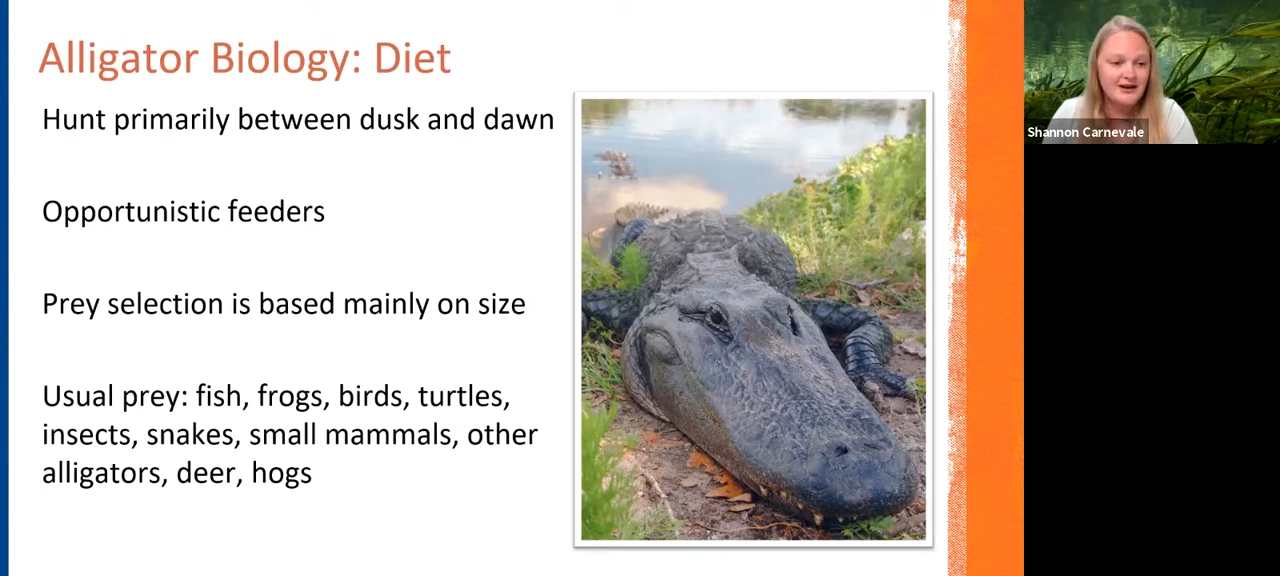 Alligator Biology: Diet
Hunt primarily between dusk and dawn
Opportunistic feeders
Prey selection is based mainly on size
Usual prey: fish, frogs, birds, turtles,
insects, snakes, small mammals, other
alligators, deer, hogs
Shannon Carnevale